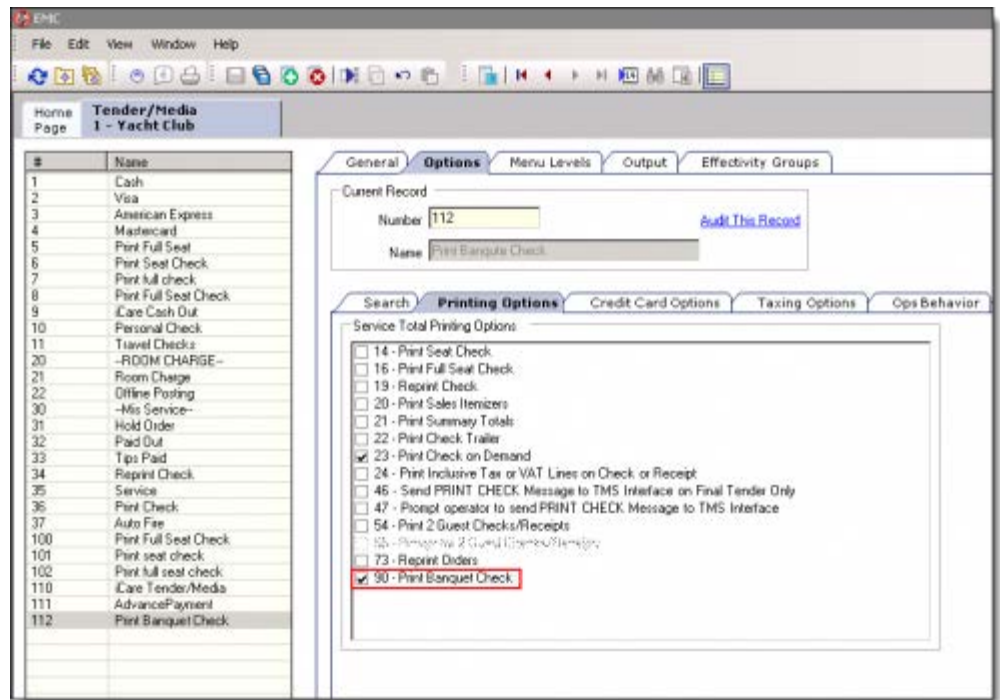 EMC
File Edit View Window Help
Home Page
Tender/Media
1 - Yacht Club
# Name
1 Cash
2 Visa
3 American Express
4 Mastercard
5 Print Full Seat
6 Print Seat Check
7 Print full check
8 Print Full Seat Check
9 iCare Cash Out
10 Personal Check
11 Travel Checks
20 --ROOM CHARGE--
21 Room Charge
22 Offline Posting
30 --Mis Service--
31 Hold Order
32 Paid Out
33 Tips Paid
34 Reprint Check
35 Service
36 Print Check
37 Auto Fire
100 Print Full Seat Check
101 Print seat check
102 Print full seat check
110 iCare Tender/Media
111 AdvancePayment
112 Print Banquet Check
General Options Menu Levels Output Effectivity Groups
Current Record
Number 112 Audit This Record
Name Print Banqute Check
Search Printing Options Credit Card Options Taxing Options Ops Behavior
Service Total Printing Options
14 - Print Seat Check
16 - Print Full Seat Check
19 - Reprint Check
20 - Print Sales Itemizers
21 - Print Summary Totals
22 - Print Check Trailer
23 - Print Check on Demand
24 - Print Inclusive Tax or VAT Lines on Check or Receipt
46 - Send PRINT CHECK Message to TMS Interface on Final Tender Only
47 - Prompt operator to send PRINT CHECK Message to TMS Interface
54 - Print 2 Guest Checks/Receipts
73 - Reprint Orders
90 - Print Banquet Check